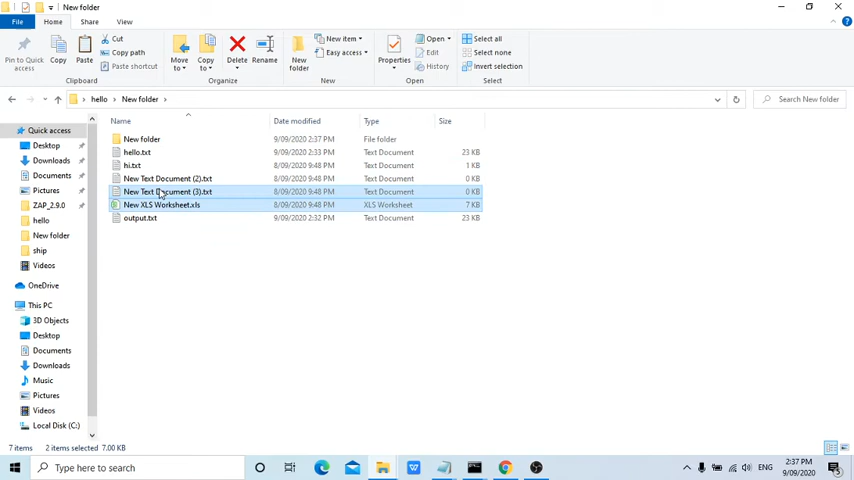 New folder
File Home Share View
Pin to Quick access
Copy
Paste
Cut
Copy path
Paste shortcut
Clipboard
Move to
Copy to
Delete
Rename
Organize
New folder
New item
Easy access
New
Properties
Open
Edit
History
Open
Select all
Select none
Invert selection
Select
hello › New folder ›
Search New folder
Name Date modified Type Size
New folder 9/09/2020 2:37 PM File folder
hello.txt 9/09/2020 2:33 PM Text Document 23 KB
hi.txt 8/09/2020 9:48 PM Text Document 1 KB
New Text Document (2).txt 8/09/2020 9:48 PM Text Document 0 KB
New Text Document (3).txt 8/09/2020 9:48 PM Text Document 0 KB
New XLS Worksheet.xls 8/09/2020 9:48 PM XLS Worksheet 7 KB
output.txt 9/09/2020 2:32 PM Text Document 23 KB
Quick access
Desktop
Downloads
Documents
Pictures
ZAP_2.9.0
hello
New folder
ship
Videos
OneDrive
This PC
3D Objects
Desktop
Documents
Downloads
Music
Pictures
Videos
Local Disk (C:)
7 items 2 items selected 7.00 KB
Type here to search
ENG
2:37 PM
9/09/2020
5